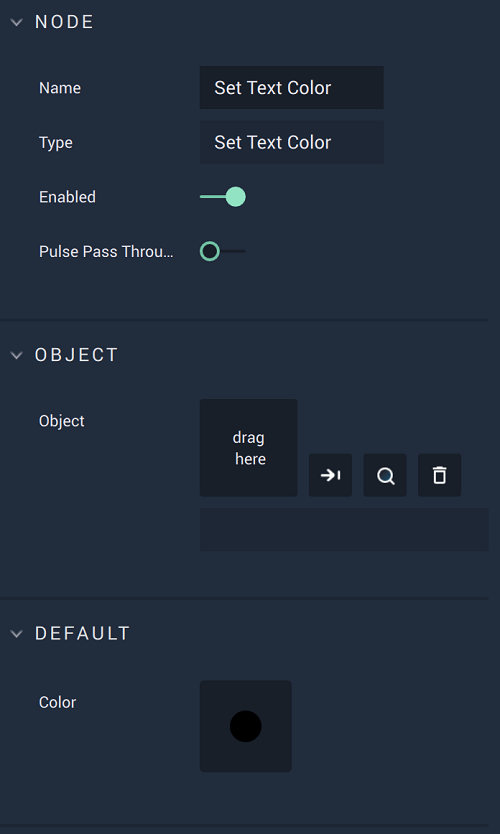 NODE
Name
Set Text Color
Type
Set Text Color
Enabled
Pulse Pass Throu...
OBJECT
Object
drag
here
DEFAULT
Color